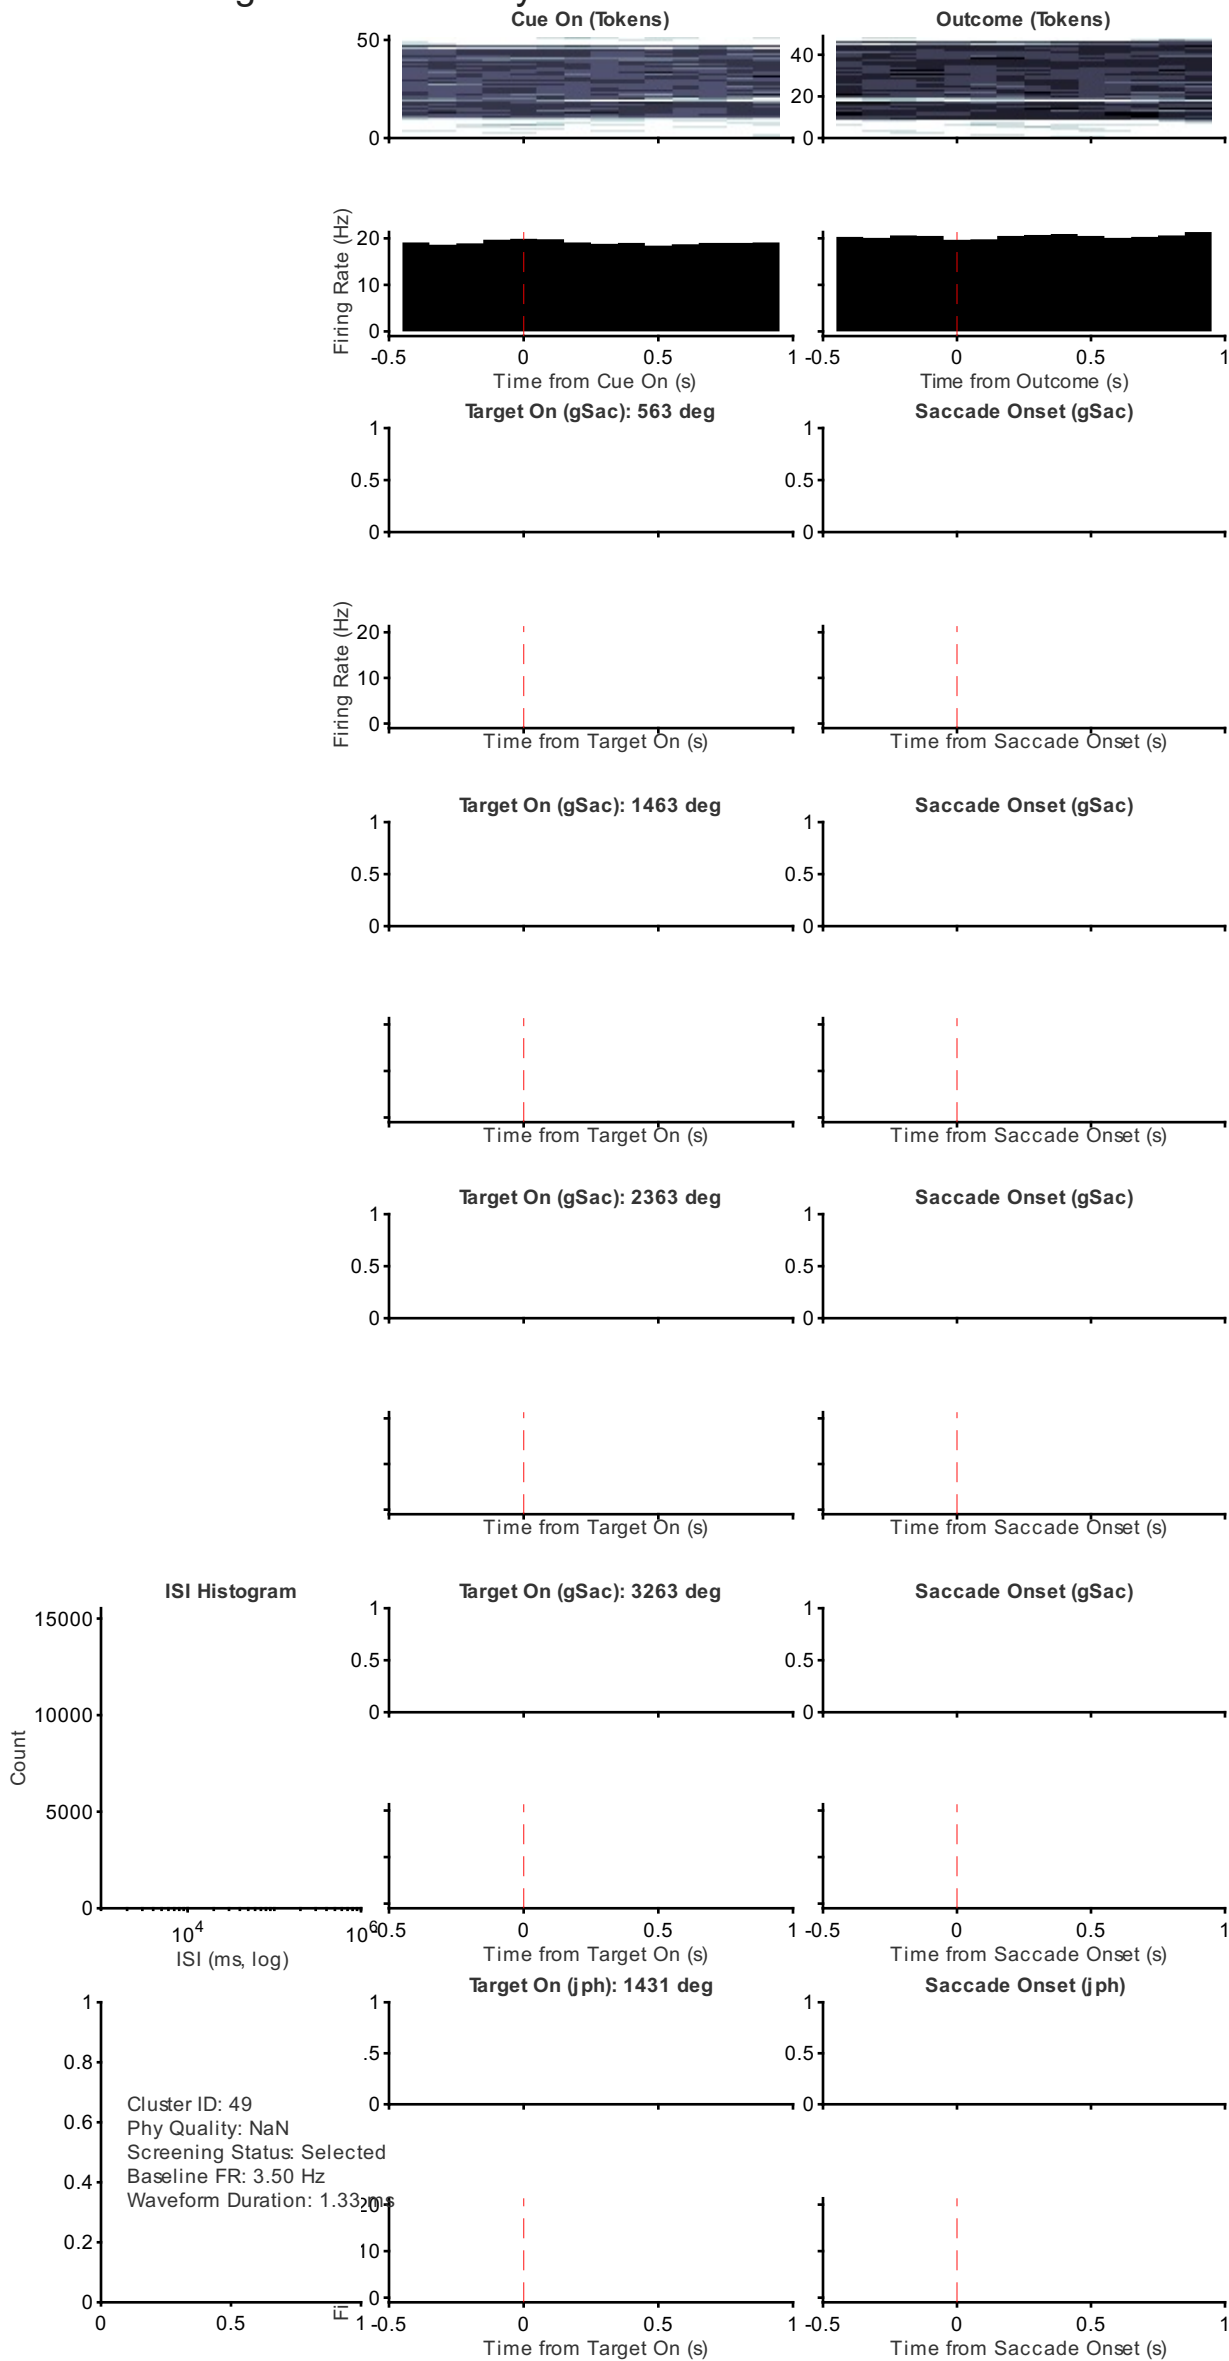 Cue On (Tokens)
Outcome (Tokens)
50
0
40
20
0
Firing Rate (Hz)
20
10
0
-0.5 0 0.5 1
Time from Cue On (s)
-0.5 0 0.5 1
Time from Outcome (s)
Target On (gSac): 563 deg
Saccade Onset (gSac)
1
0.5
0
1
0.5
0
Firing Rate (Hz)
20
10
0
Time from Target On (s)
Time from Saccade Onset (s)
Target On (gSac): 1463 deg
Saccade Onset (gSac)
1
0.5
0
1
0.5
0
Time from Target On (s)
Time from Saccade Onset (s)
Target On (gSac): 2363 deg
Saccade Onset (gSac)
1
0.5
0
1
0.5
0
Time from Target On (s)
Time from Saccade Onset (s)
ISI Histogram
15000
10000
5000
0
Count
10^4 10^6
ISI (ms, log)
Target On (gSac): 3263 deg
Saccade Onset (gSac)
1
0.5
0
1
0.5
0
-0.5 0 0.5 1
Time from Target On (s)
-0.5 0 0.5 1
Time from Saccade Onset (s)
1
0.8
0.6
0.4
0.2
0
0 0.5 1
Cluster ID: 49
Phy Quality: NaN
Screening Status: Selected
Baseline FR: 3.50 Hz
Waveform Duration: 1.33 ms
Target On (jph): 1431 deg
Saccade Onset (jph)
1
.5
0
1
0.5
0
Fi
20
10
0
-0.5 0 0.5 1
Time from Target On (s)
-0.5 0 0.5 1
Time from Saccade Onset (s)